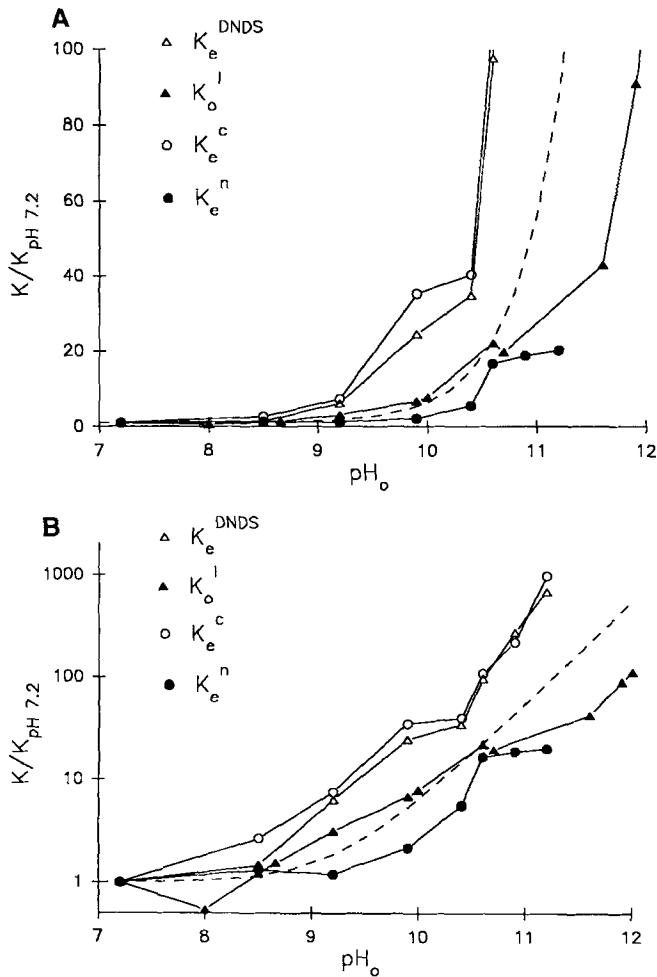 A
K_e^DNDS
K_o^I
K_e^c
K_e^n
100
80
60
40
20
0
K/K_pH 7.2
7 8 9 10 11 12
pH_o
B
K_e^DNDS
K_o^I
K_e^c
K_e^n
1000
100
10
1
K/K_pH 7.2
7 8 9 10 11 12
pH_o